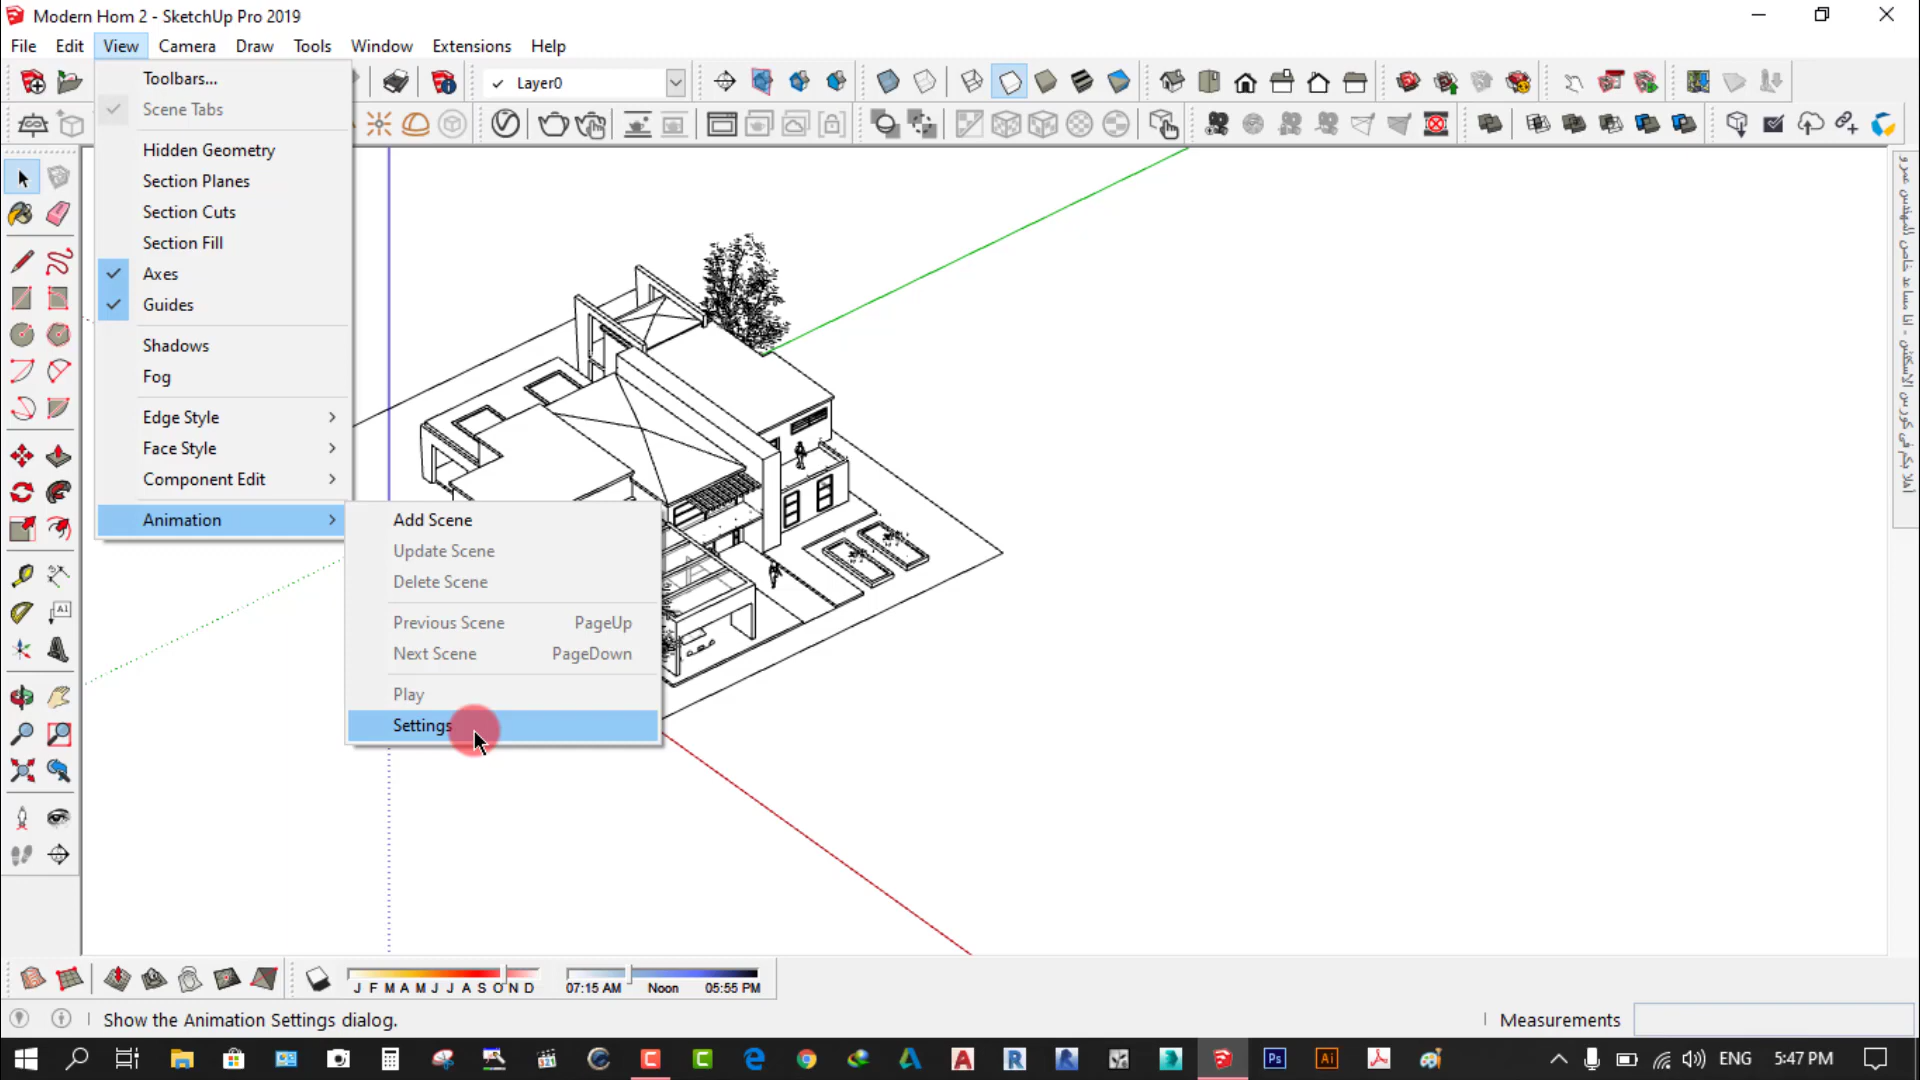 Modern Hom 2 - SketchUp Pro 2019
File Edit View Camera Draw Tools Window Extensions Help
Toolbars...
Scene Tabs
Hidden Geometry
Section Planes
Section Cuts
Section Fill
Axes
Guides
Shadows
Fog
Edge Style
Face Style
Component Edit
Animation
Layer0
Add Scene
Update Scene
Delete Scene
Previous Scene PageUp
Next Scene PageDown
Play
Settings
J F M A M J J A S O N D
07:15 AM Noon 05:55 PM
Show the Animation Settings dialog.
Measurements
ENG 5:47 PM